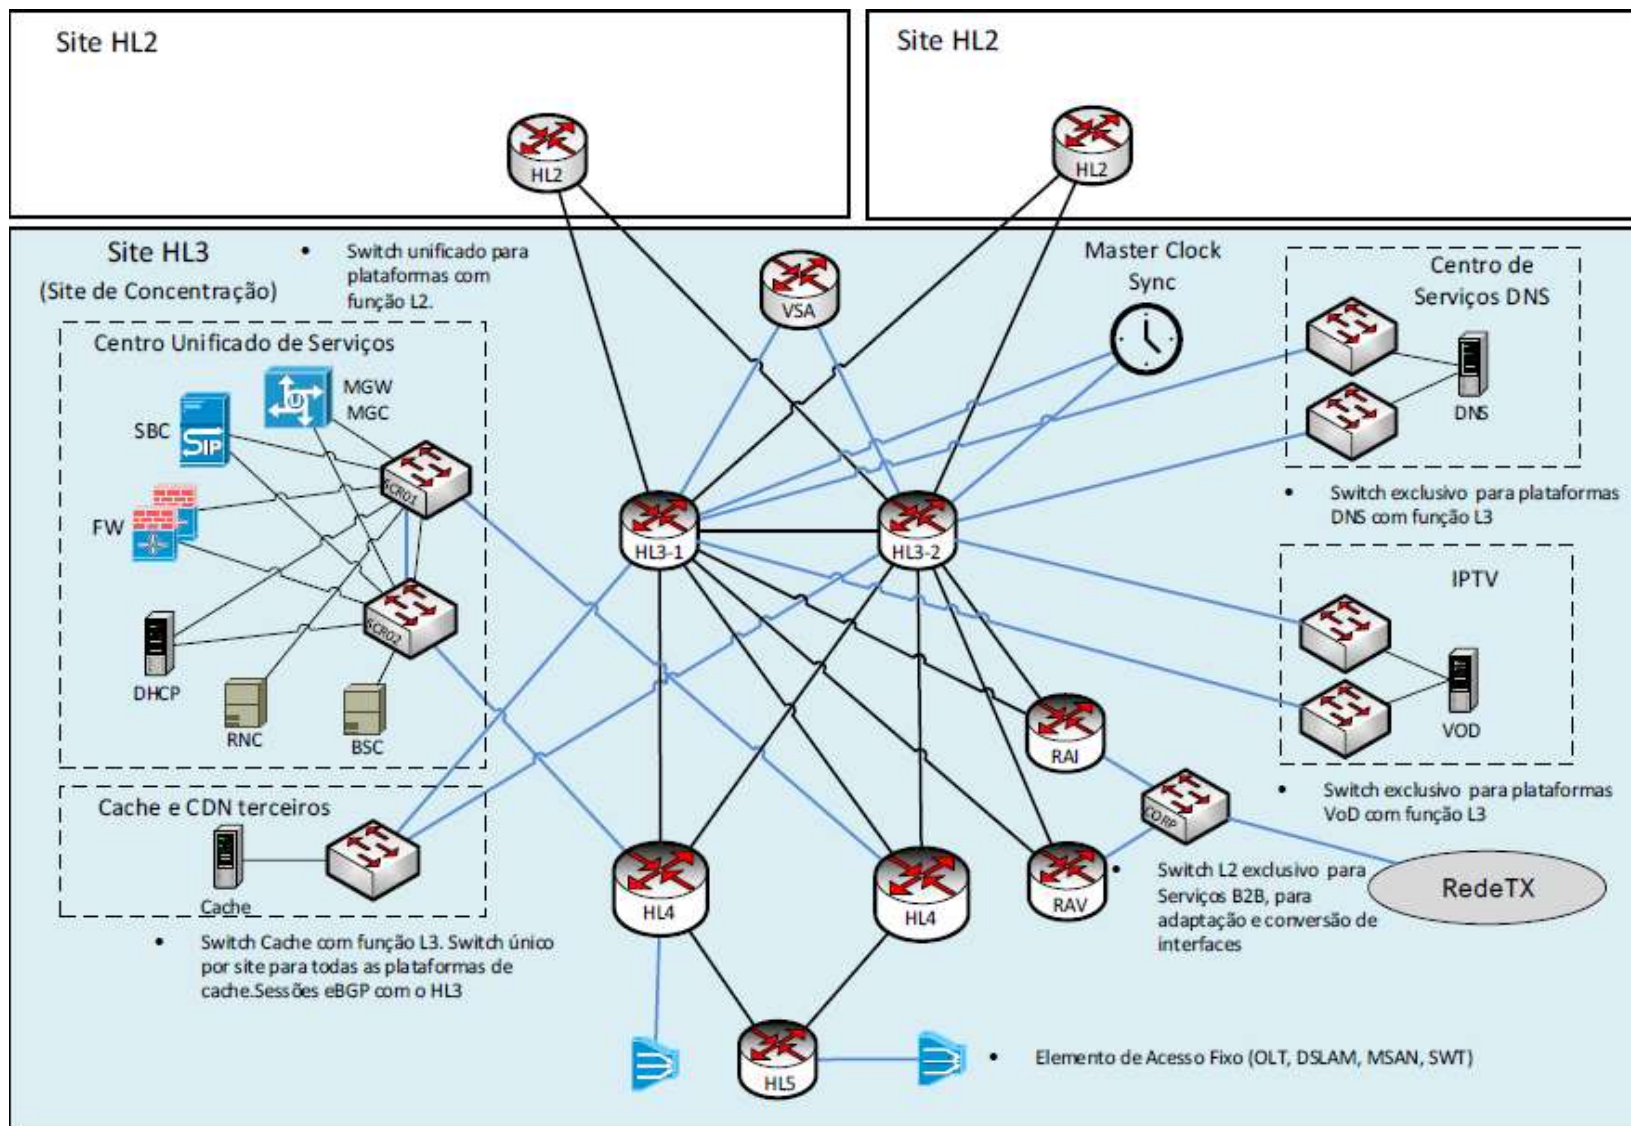 Site HL2
Site HL2
HL2
HL2
Site HL3
(Site de Concentração)
• Switch unificado para
plataformas com
função L2.
VSA
Master Clock
Sync
Centro de
Serviços DNS
DNS
• Switch exclusivo para plataformas
DNS com função L3
Centro Unificado de Serviços
MGW
MGC
SBC
SIP
U
SCR01
FW
SCR02
DHCP
RNC
BSC
HL3-1
HL3-2
IPTV
VOD
• Switch exclusivo para plataformas
VoD com função L3
RAI
CORP
RAV
• Switch L2 exclusivo para
Serviços B2B, para
adaptação e conversão de
interfaces
RedeTX
Cache e CDN terceiros
Cache
• Switch Cache com função L3. Switch único
por site para todas as plataformas de
cache.Sessões eBGP com o HL3
HL4
HL4
HL5
• Elemento de Acesso Fixo (OLT, DSLAM, MSAN, SWT)